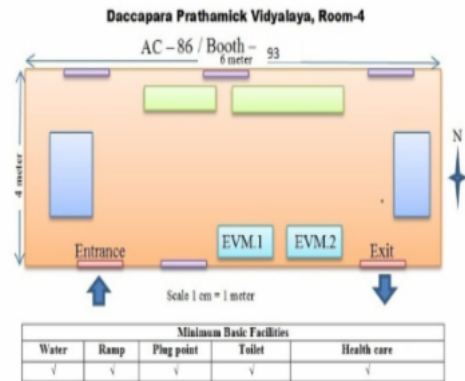 Daccapara Prathamick Vidyalaya, Room-4
AC – 86 / Booth – 93
6 meter
4 meter
N
EVM.1
EVM.2
Entrance
Exit
Scale 1 cm = 1 meter
Minimum Basic Facilities
Water Ramp Plug point Toilet Health care
√ √ √ √ √